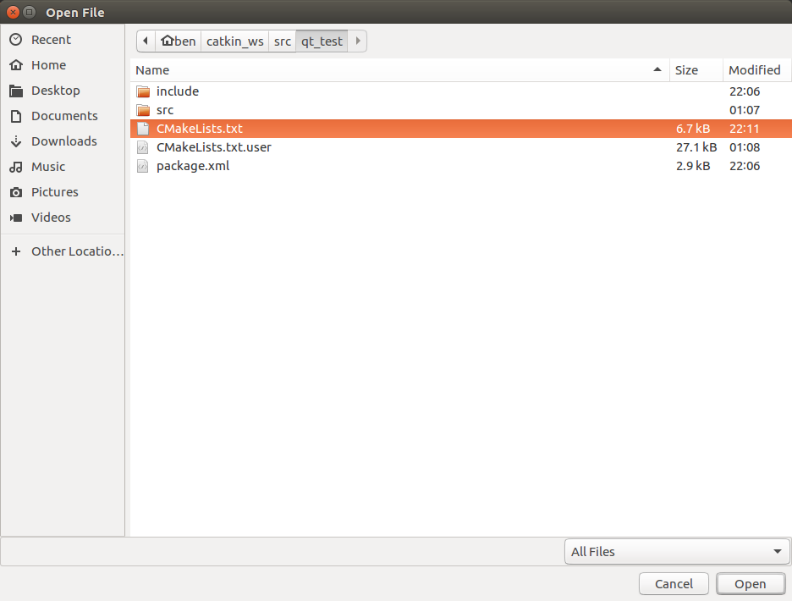 Open File
Recent
Home
Desktop
Documents
Downloads
Music
Pictures
Videos
+ Other Locatio...
ben catkin_ws src qt_test
Name Size Modified
include 22:06
src 01:07
CMakeLists.txt 6.7 kB 22:11
CMakeLists.txt.user 27.1 kB 01:08
package.xml 2.9 kB 22:06
All Files
Cancel Open